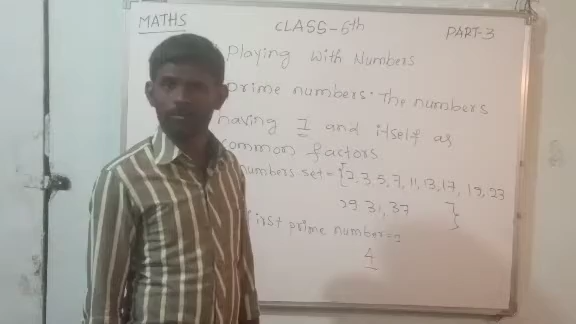 MATHS
CLASS-6th
PART-3
Playing With Numbers
prime numbers. The numbers
having 1 and itself as
common factors
numbers set = {2, 3, 5, 7, 11, 13, 17, 19, 23
29 31, 37 }
first prime number =
4